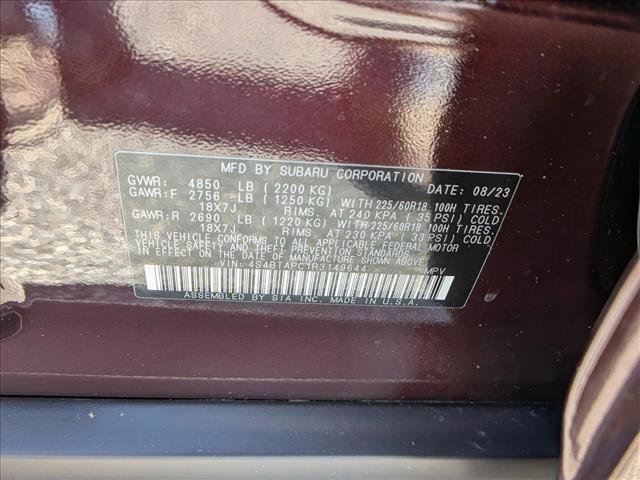 MFD BY SUBARU CORPORATION
GVWR: 4850 LB (2200 KG) DATE: 08/23
GAWR:F 2756 LB (1250 KG) WITH 225/60R18 100H TIRES.
18X7J RIMS. AT 240 KPA (35 PSI) COLD.
GAWR:R 2690 LB (1220 KG) WITH 225/60R18 100H TIRES.
18X7J RIMS. AT 230 KPA (33 PSI) COLD.
THIS VEHICLE CONFORMS TO ALL APPLICABLE FEDERAL MOTOR
VEHICLE SAFETY AND THEFT PREVENTION STANDARDS
IN EFFECT ON THE DATE OF MANUFACTURE SHOWN ABOVE.
VIN: 4S4BTAPC1R3149644 MPV
ASSEMBLED BY SIA INC. MADE IN U.S.A.